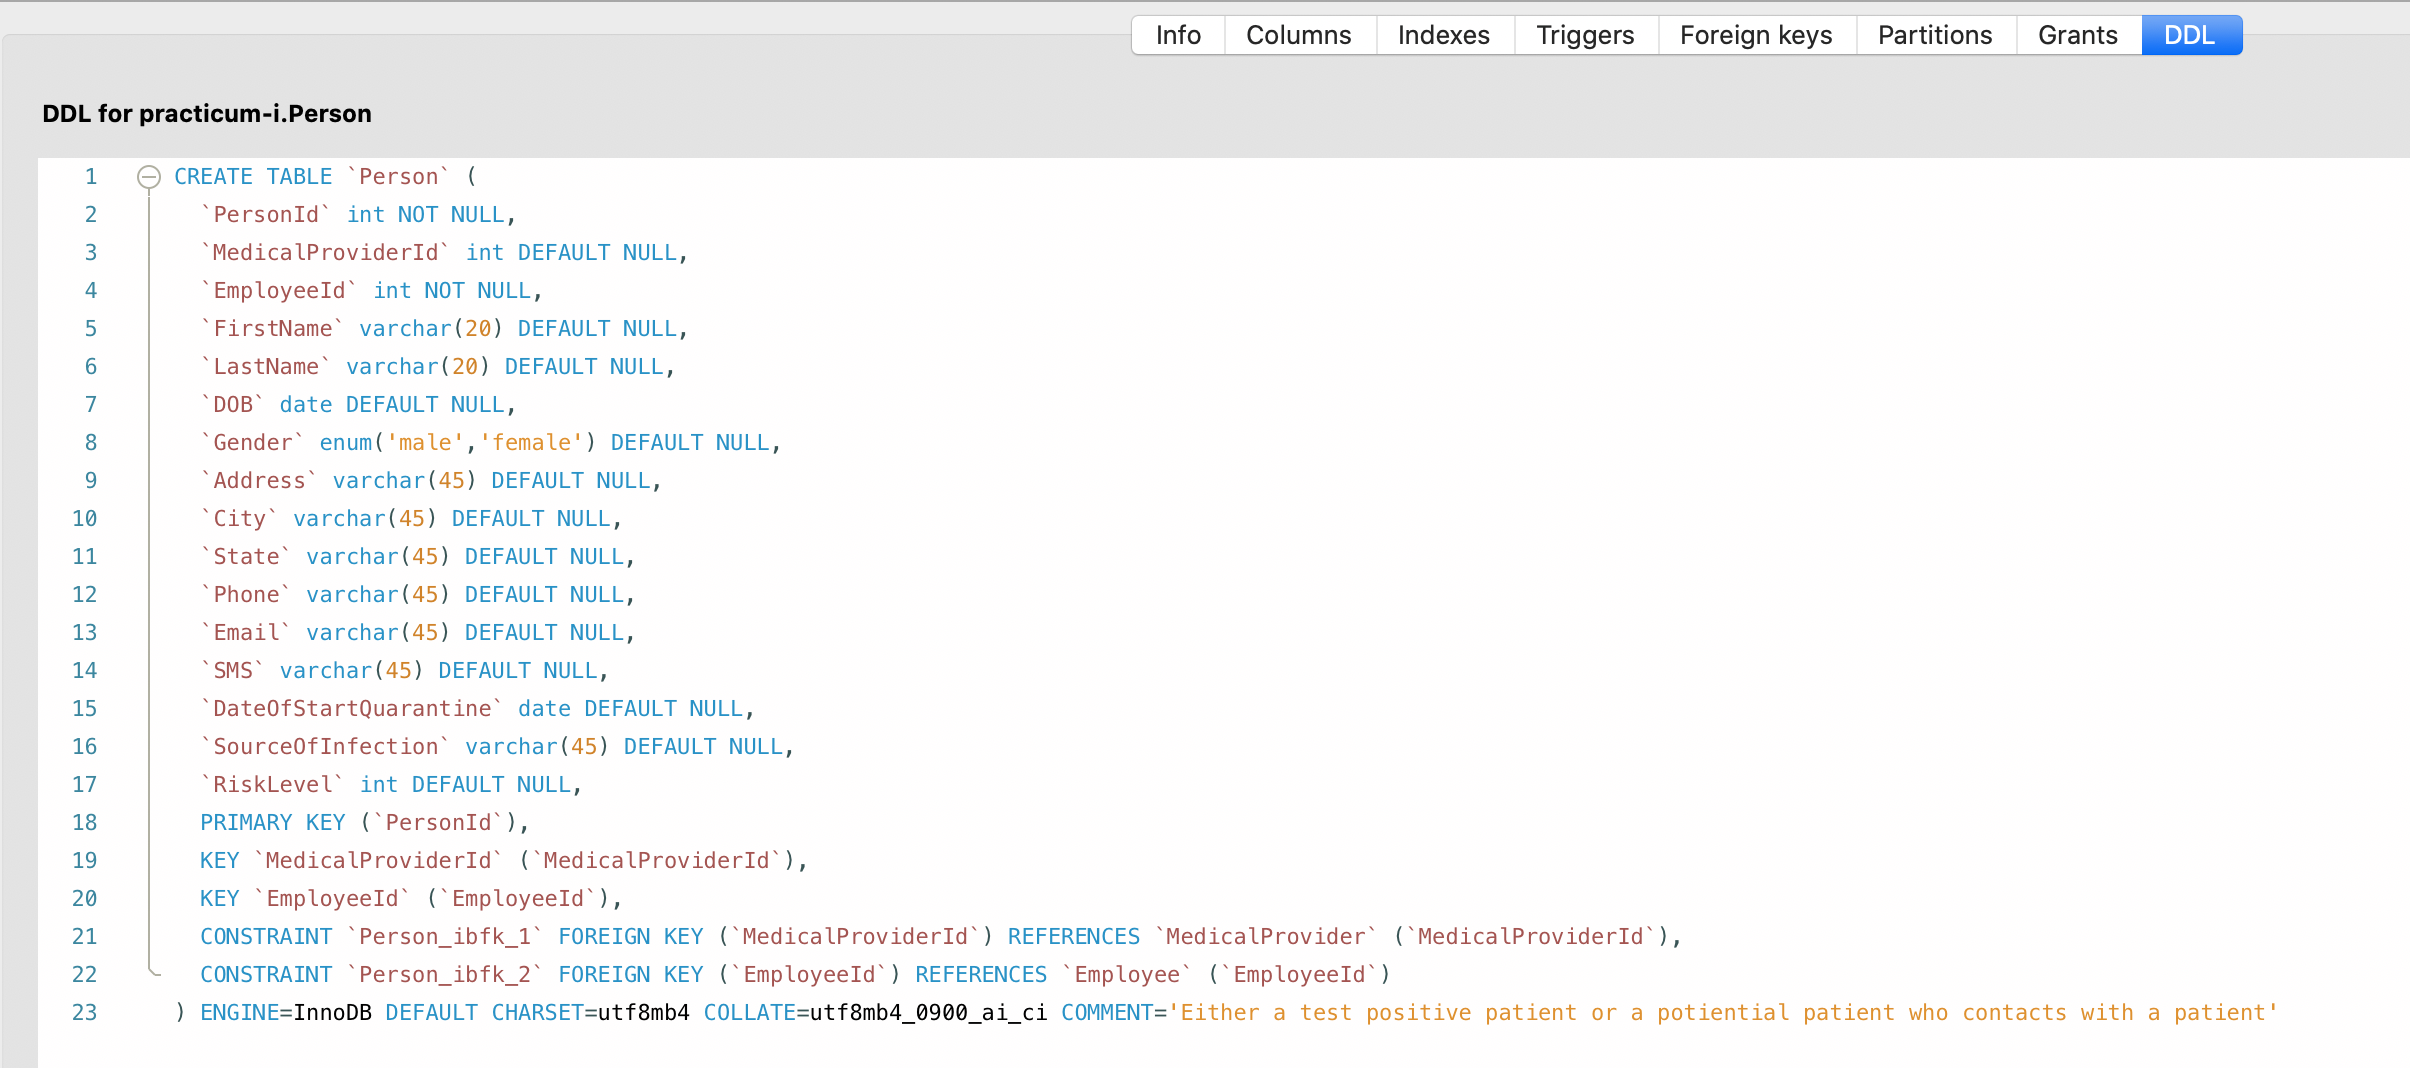 Info Columns Indexes Triggers Foreign keys Partitions Grants DDL
DDL for practicum-i.Person
1 CREATE TABLE `Person` (
2 `PersonId` int NOT NULL,
3 `MedicalProviderId` int DEFAULT NULL,
4 `EmployeeId` int NOT NULL,
5 `FirstName` varchar(20) DEFAULT NULL,
6 `LastName` varchar(20) DEFAULT NULL,
7 `DOB` date DEFAULT NULL,
8 `Gender` enum('male','female') DEFAULT NULL,
9 `Address` varchar(45) DEFAULT NULL,
10 `City` varchar(45) DEFAULT NULL,
11 `State` varchar(45) DEFAULT NULL,
12 `Phone` varchar(45) DEFAULT NULL,
13 `Email` varchar(45) DEFAULT NULL,
14 `SMS` varchar(45) DEFAULT NULL,
15 `DateOfStartQuarantine` date DEFAULT NULL,
16 `SourceOfInfection` varchar(45) DEFAULT NULL,
17 `RiskLevel` int DEFAULT NULL,
18 PRIMARY KEY (`PersonId`),
19 KEY `MedicalProviderId` (`MedicalProviderId`),
20 KEY `EmployeeId` (`EmployeeId`),
21 CONSTRAINT `Person_ibfk_1` FOREIGN KEY (`MedicalProviderId`) REFERENCES `MedicalProvider` (`MedicalProviderId`),
22 CONSTRAINT `Person_ibfk_2` FOREIGN KEY (`EmployeeId`) REFERENCES `Employee` (`EmployeeId`)
23 ) ENGINE=InnoDB DEFAULT CHARSET=utf8mb4 COLLATE=utf8mb4_0900_ai_ci COMMENT='Either a test positive patient or a potiential patient who contacts with a patient'